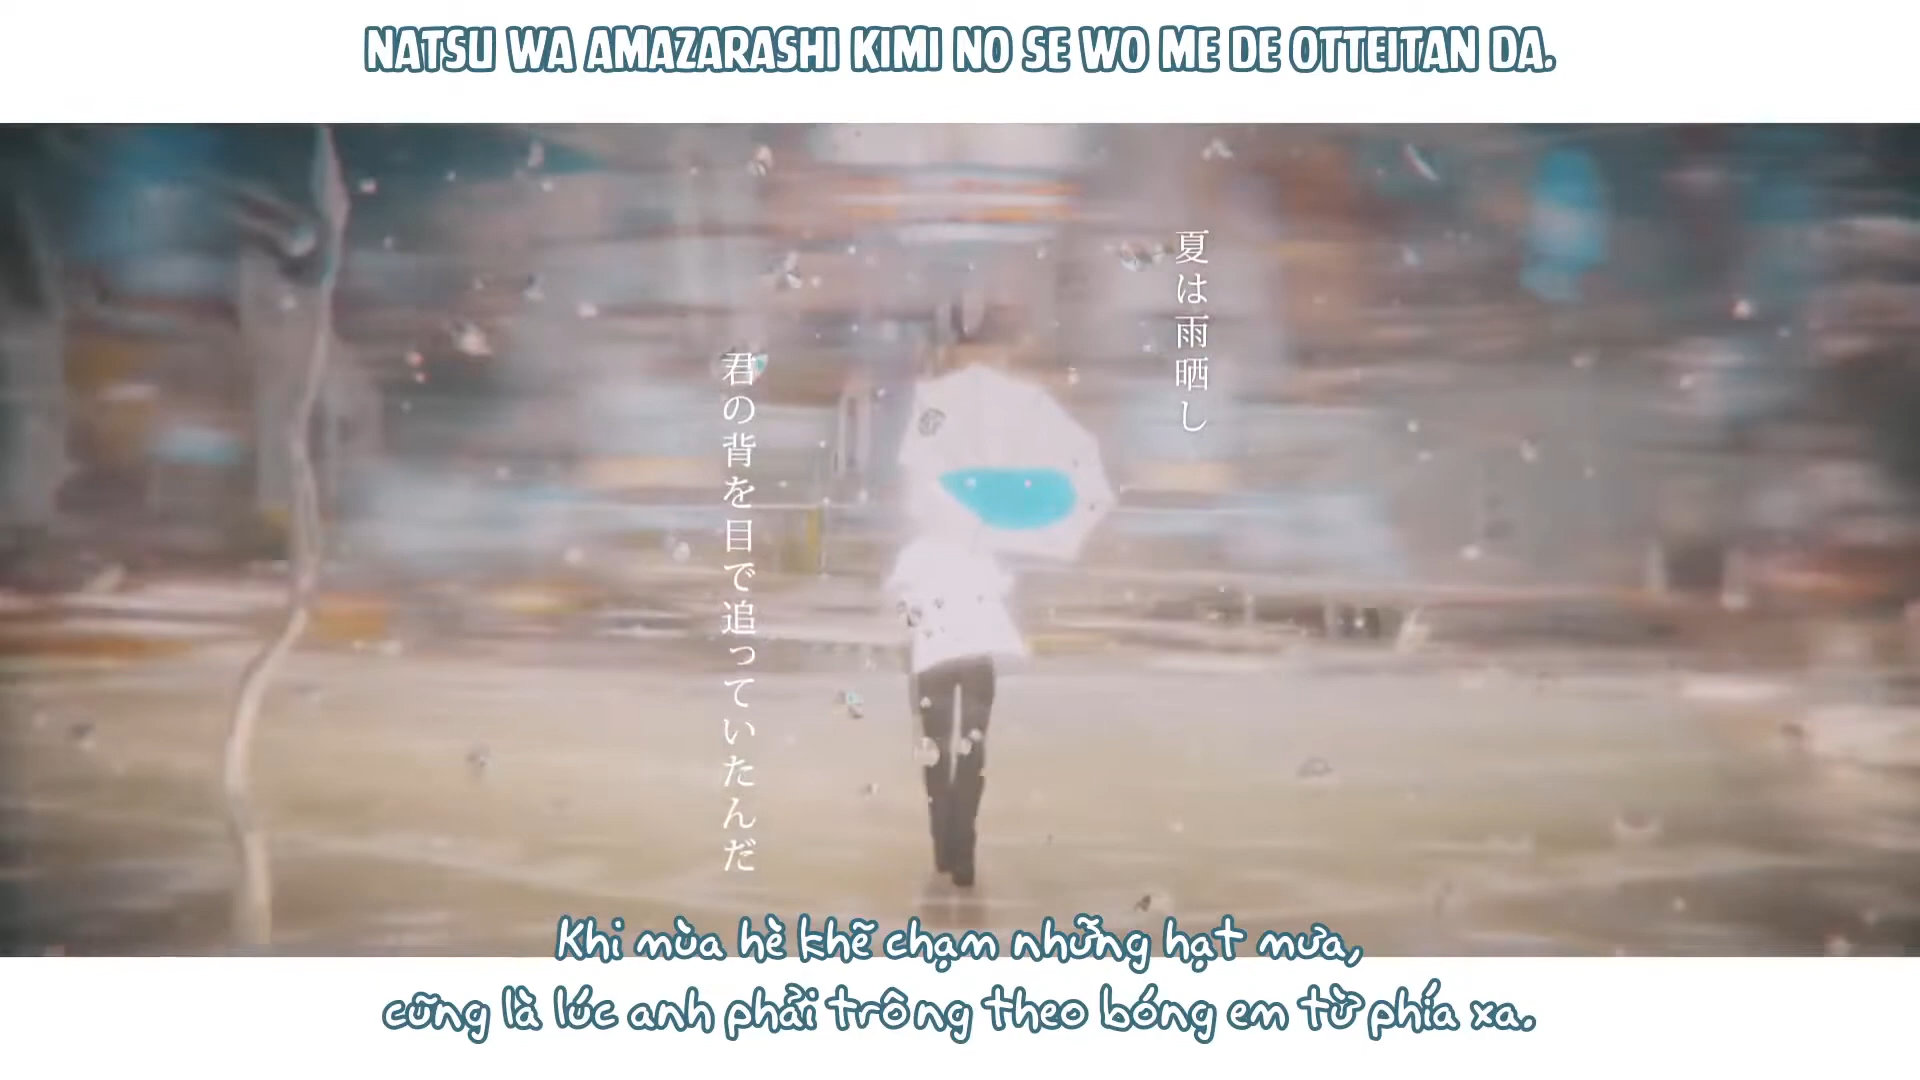 NATSU WA AMAZARASHI KIMI NO SE WO ME DE OTTEITAN DA.
夏は雨晒し
君の背を目で追っていたんだ
Khi mùa hè khẽ chạm những hạt mưa,
cũng là lúc anh phải trông theo bóng em từ phía xa.